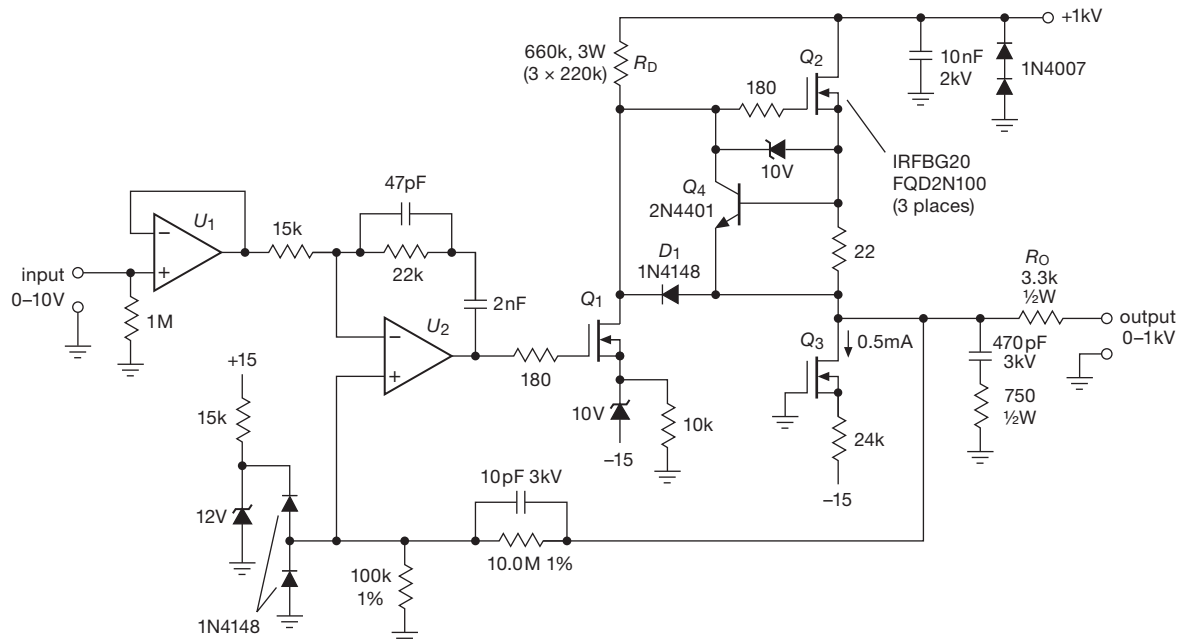 +1kV
660k, 3W
(3 × 220k)
R_D
Q2
10nF
2kV
1N4007
180
10V
IRFBG20
FQD2N100
(3 places)
Q4
2N4401
47pF
U1
15k
22k
22
D1
1N4148
R_O
3.3k
½W
input
0–10V
1M
2nF
Q1
output
0–1kV
U2
Q3
0.5mA
470pF
3kV
+15
180
15k
10V
10k
750
½W
24k
–15
–15
10pF 3kV
12V
10.0M 1%
100k
1%
1N4148
−
+
−
+